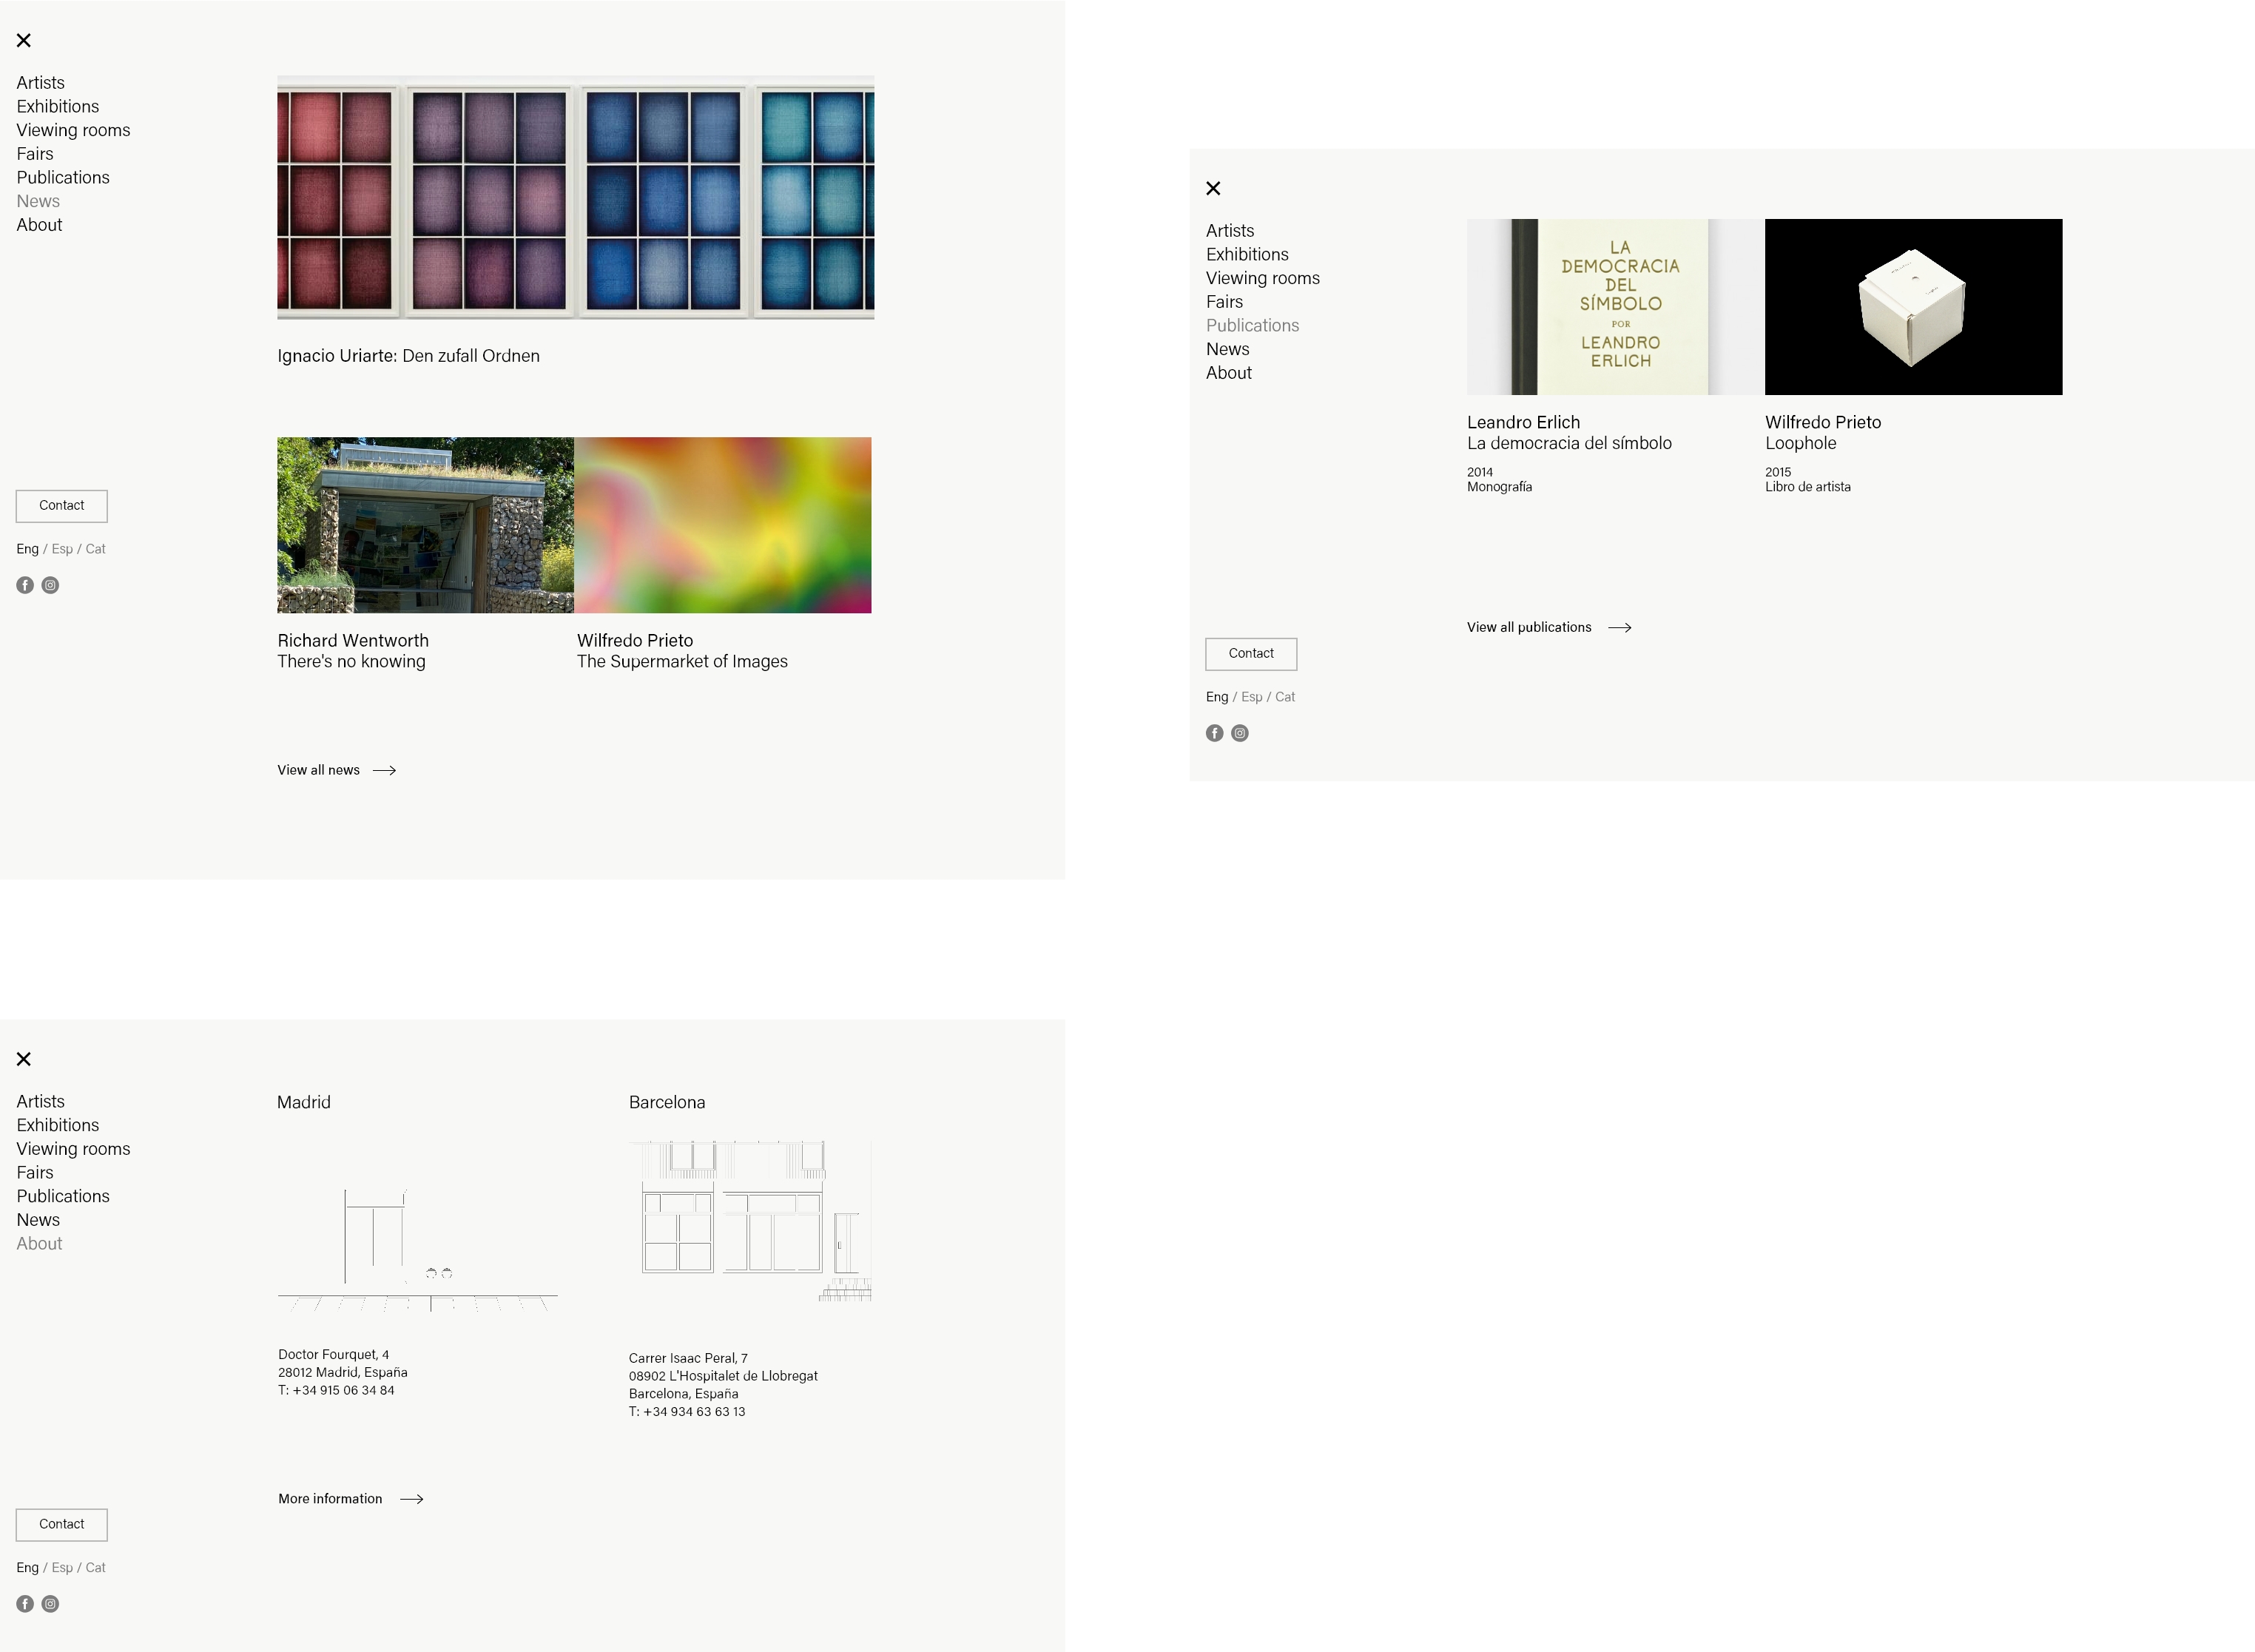 Artists
Exhibitions
Viewing rooms
Fairs
Publications
News
About
Contact
Eng / Esp / Cat
Ignacio Uriarte: Den zufall Ordnen
Richard Wentworth
There's no knowing
Wilfredo Prieto
The Supermarket of Images
View all news
Artists
Exhibitions
Viewing rooms
Fairs
Publications
News
About
Contact
Eng / Esp / Cat
LA
DEMOCRACIA
DEL
SÍMBOLO
POR
LEANDRO
ERLICH
Leandro Erlich
La democracia del símbolo
2014
Monografía
Wilfredo Prieto
Loophole
2015
Libro de artista
View all publications
Artists
Exhibitions
Viewing rooms
Fairs
Publications
News
About
Contact
Eng / Esp / Cat
Madrid
Doctor Fourquet, 4
28012 Madrid, España
T: +34 915 06 34 84
Barcelona
Carrer Isaac Peral, 7
08902 L'Hospitalet de Llobregat
Barcelona, España
T: +34 934 63 63 13
More information